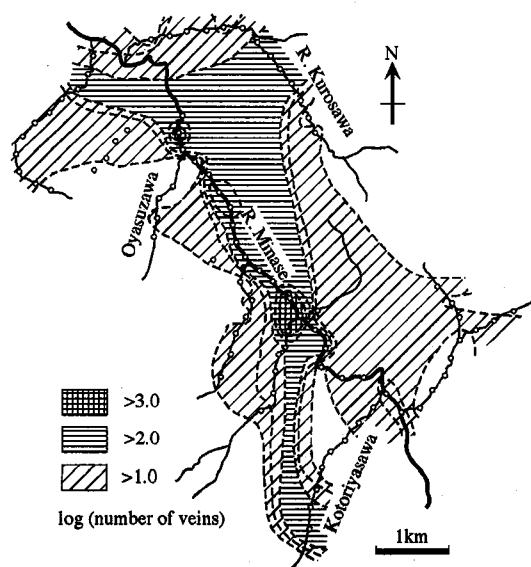 R. Kurosawa
N
Oyasuzawa
R. Minase
>3.0
>2.0
>1.0
log (number of veins)
Kotoriyasawa
1km